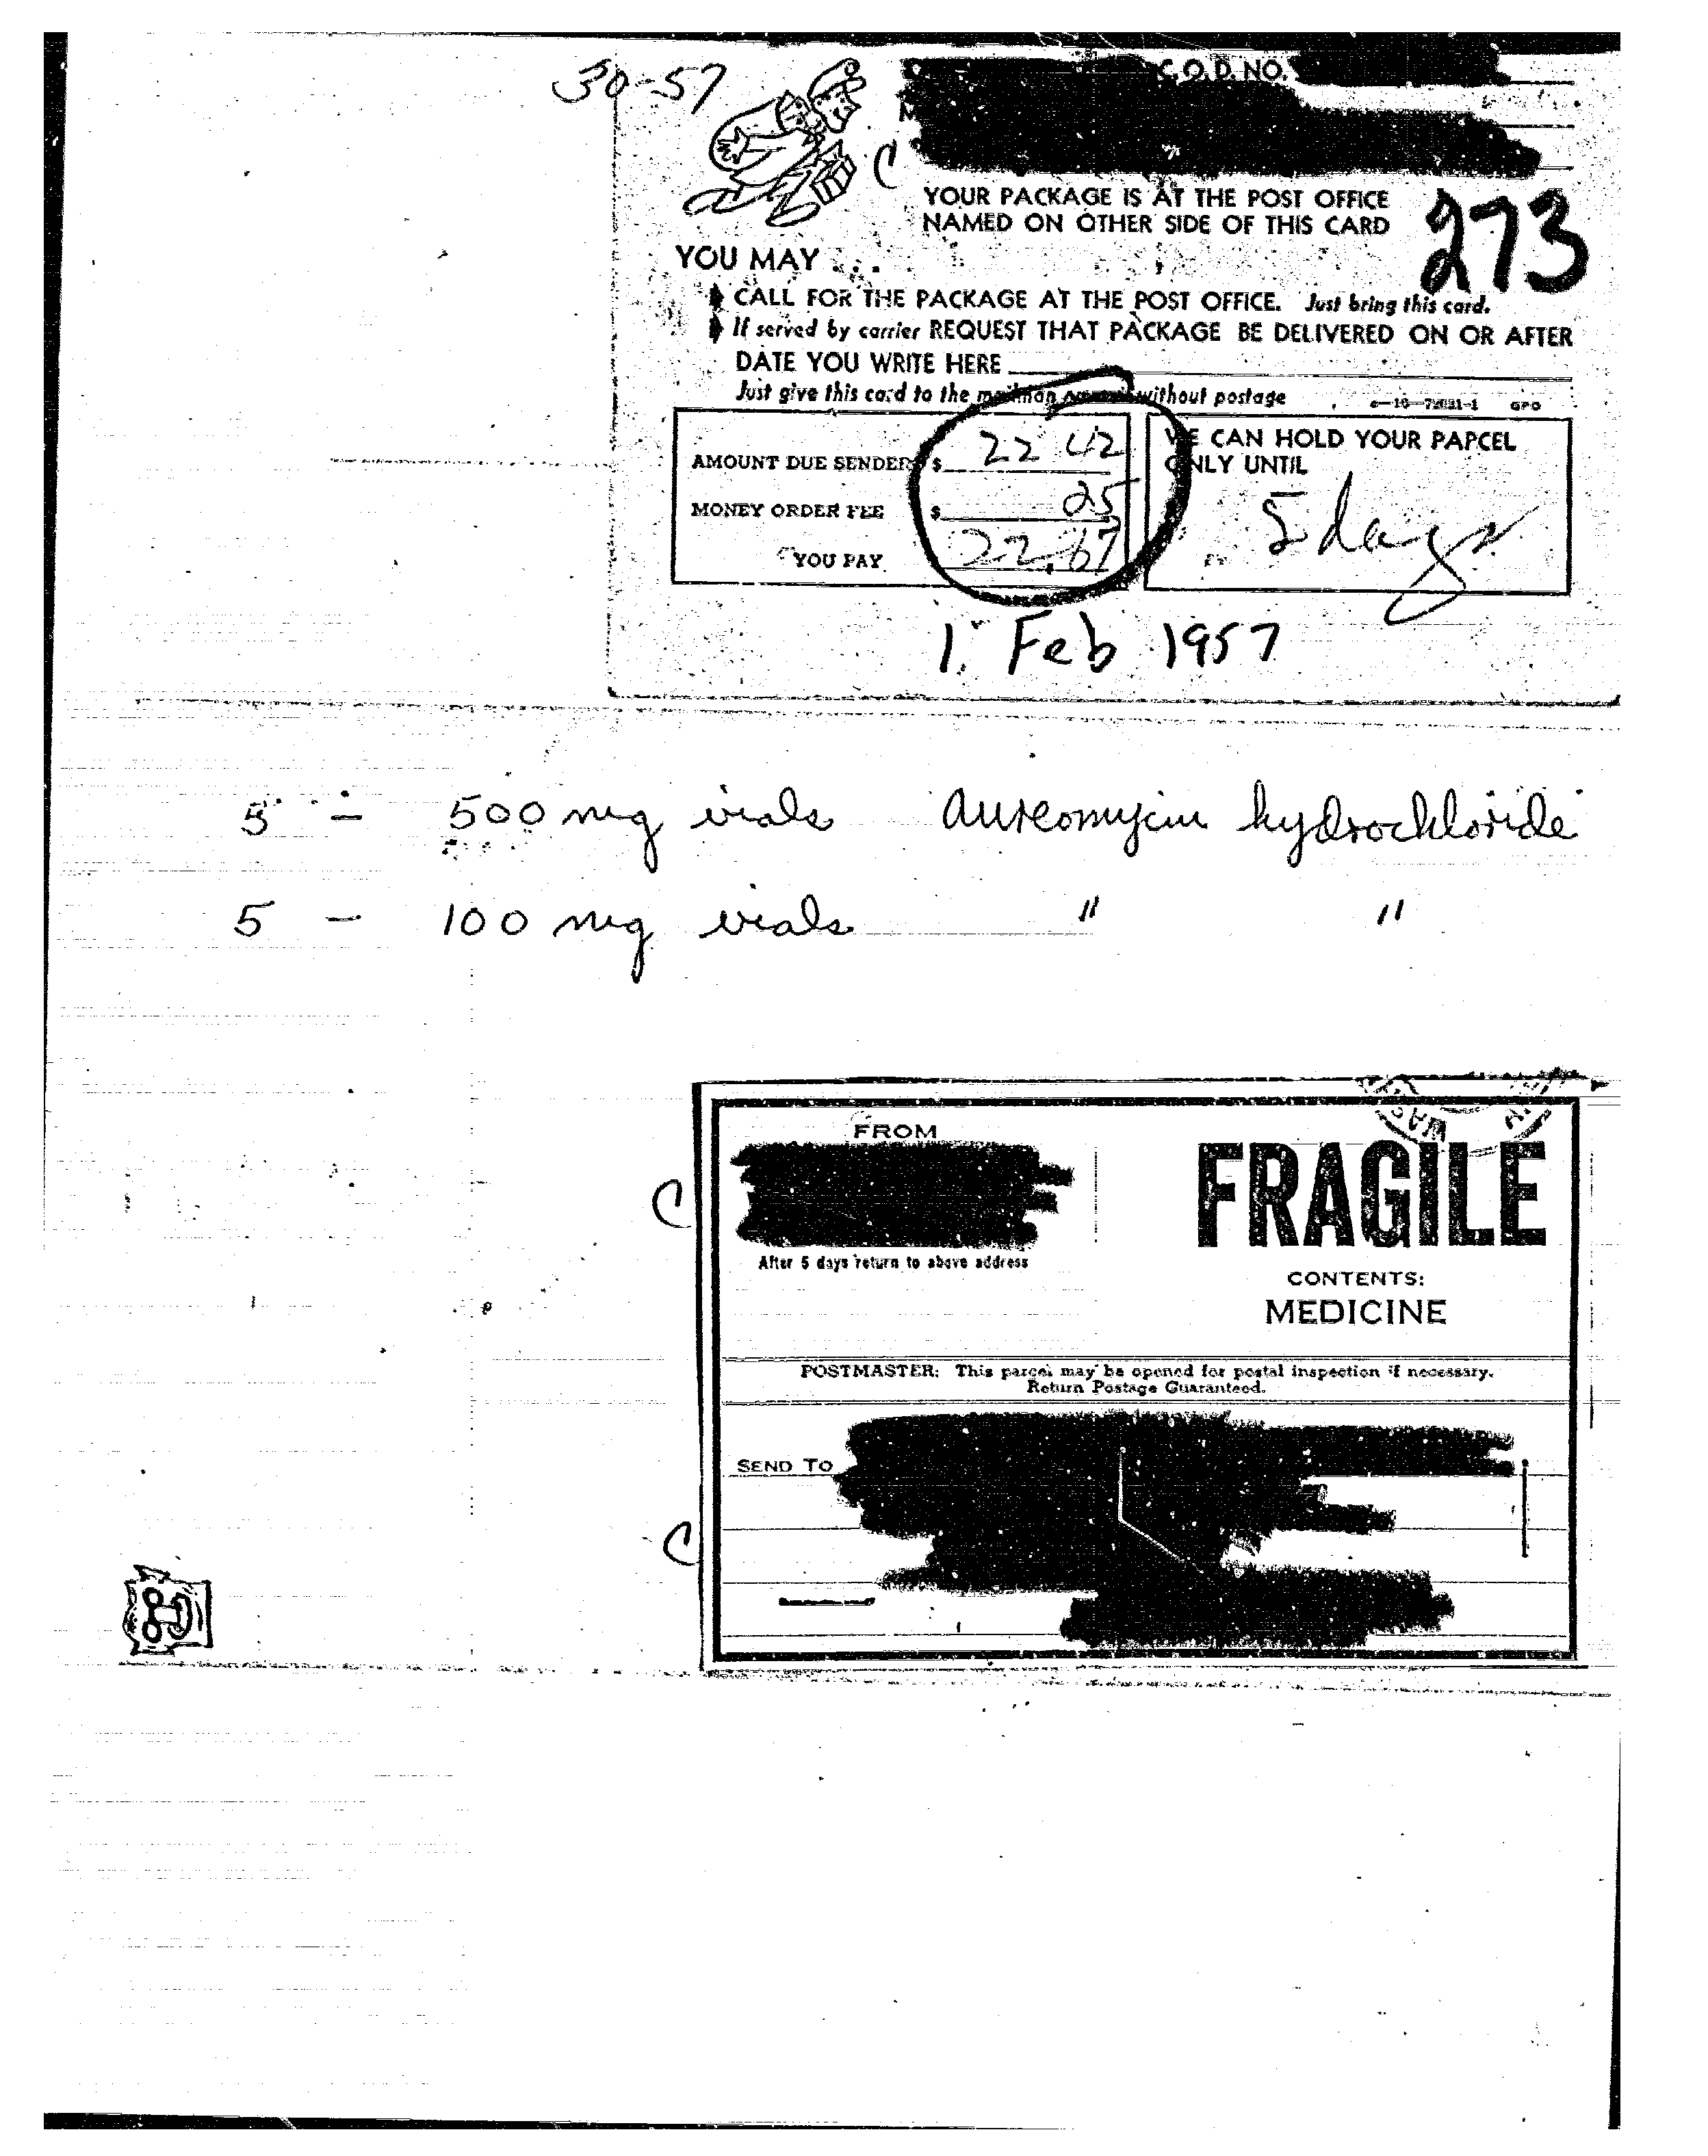 30-57
C.O.D. NO.
YOUR PACKAGE IS AT THE POST OFFICE
NAMED ON OTHER SIDE OF THIS CARD
273
YOU MAY . . .
CALL FOR THE PACKAGE AT THE POST OFFICE. Just bring this card.
If served by carrier REQUEST THAT PACKAGE BE DELIVERED ON OR AFTER
DATE YOU WRITE HERE
Just give this card to the mailman without postage
GPO
AMOUNT DUE SENDER $ 22 42
MONEY ORDER FEE $ 25
YOU PAY 22.67
WE CAN HOLD YOUR PARCEL
ONLY UNTIL
5 days
1. Feb 1957
5 - 500 mg vials Aureomycin hydrochloride
5 - 100 mg vials " "
FROM
After 5 days return to above address
FRAGILE
CONTENTS:
MEDICINE
POSTMASTER: This parcel may be opened for postal inspection if necessary.
Return Postage Guaranteed.
SEND TO
C
C
C